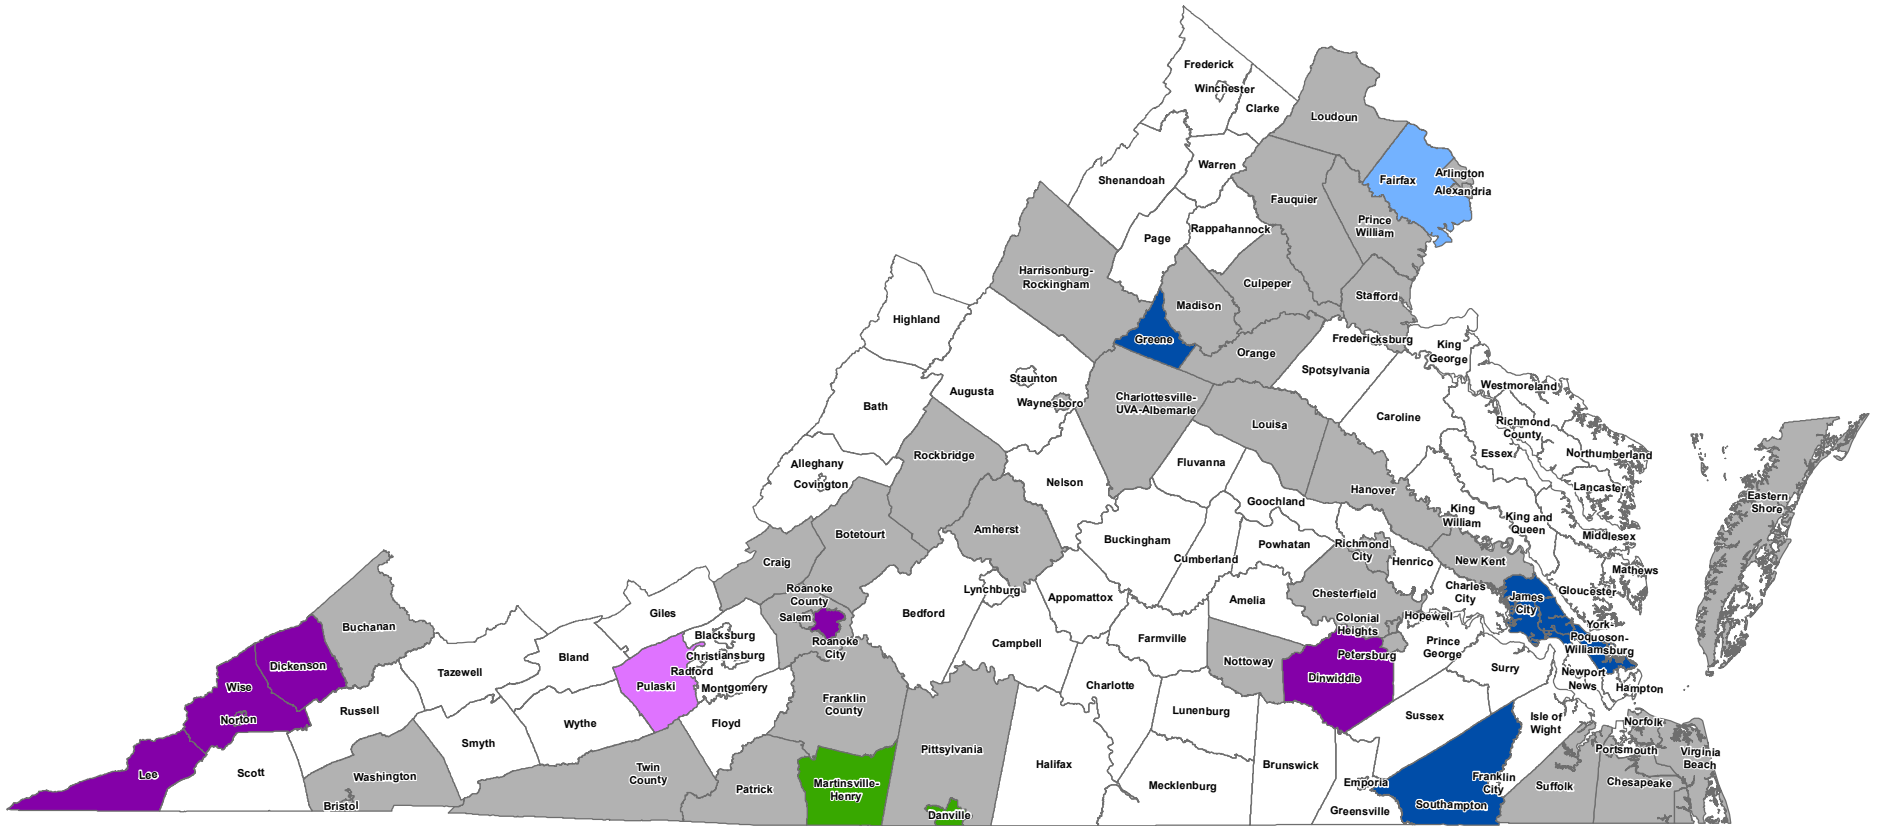 Frederick
Winchester
Clarke
Loudoun
Warren
Shenandoah
Fairfax
Arlington
Alexandria
Fauquier
Prince
William
Page
Rappahannock
Harrisonburg-
Rockingham
Culpeper
Madison
Stafford
Highland
Greene
Orange
Fredericksburg
King
George
Spotsylvania
Westmoreland
Augusta
Staunton
Waynesboro
Bath
Charlottesville-
UVA-Albemarle
Louisa
Caroline
Richmond
County
Essex
Northumberland
Lancaster
Rockbridge
Alleghany
Covington
Nelson
Fluvanna
Goochland
Hanover
King
William
King and
Queen
Middlesex
Mathews
Eastern
Shore
Botetourt
Amherst
Buckingham
Cumberland
Powhatan
Richmond
City
Henrico
New Kent
Charles
City
James
City
Gloucester
York-
Poquoson-
Williamsburg
Craig
Roanoke
County
Salem
Roanoke
City
Bedford
Lynchburg
Appomattox
Amelia
Chesterfield
Colonial
Heights
Hopewell
Petersburg
Prince
George
Surry
Newport
News
Hampton
Giles
Buchanan
Dickenson
Wise
Norton
Lee
Tazewell
Bland
Blacksburg
Christiansburg
Radford
Pulaski
Montgomery
Campbell
Farmville
Nottoway
Dinwiddie
Charlotte
Russell
Wythe
Floyd
Franklin
County
Lunenburg
Sussex
Isle of
Wight
Norfolk
Portsmouth
Virginia
Beach
Smyth
Scott
Washington
Bristol
Twin
County
Patrick
Martinsville-
Henry
Pittsylvania
Danville
Halifax
Mecklenburg
Brunswick
Emporia
Greensville
Franklin
City
Southampton
Suffolk
Chesapeake